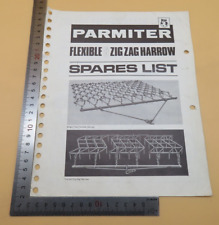 PARMITER
FLEXIBLE ZIG ZAG HARROW
SPARES LIST